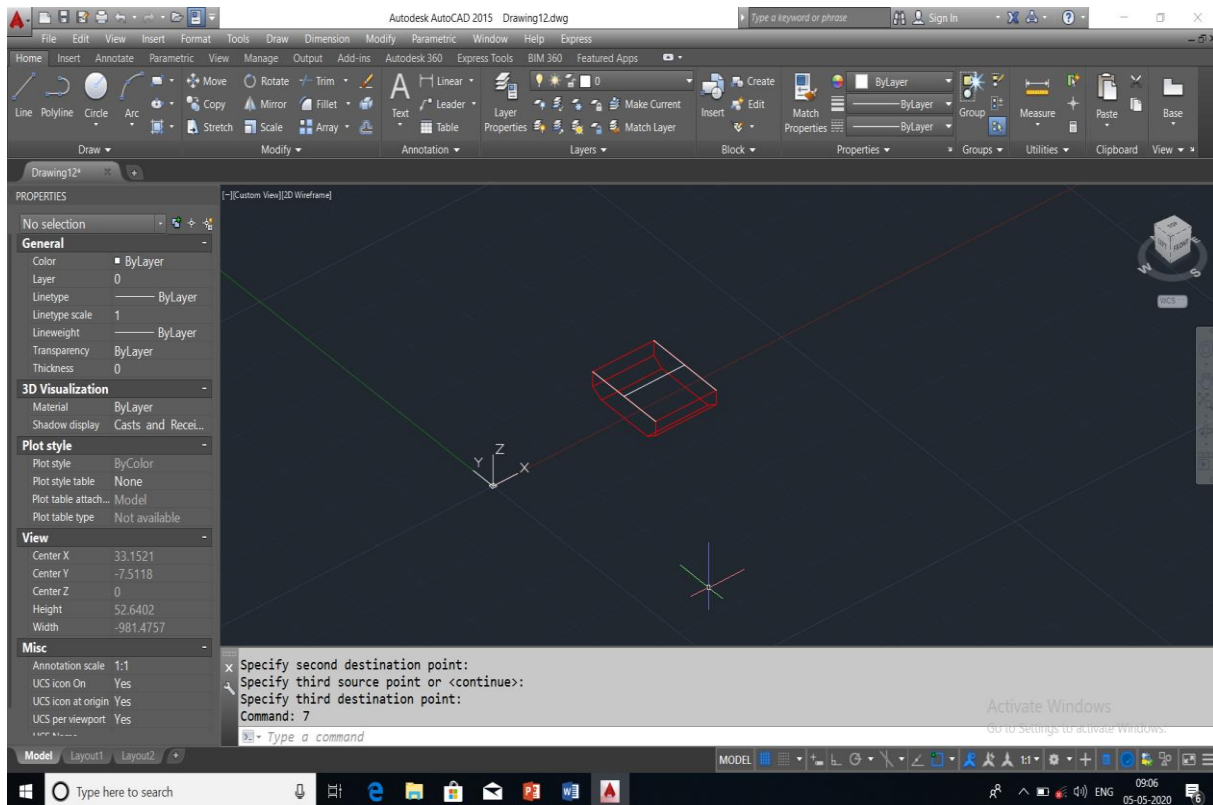 Autodesk AutoCAD 2015 Drawing12.dwg
Type a keyword or phrase
Sign In
File Edit View Insert Format Tools Draw Dimension Modify Parametric Window Help Express
Home Insert Annotate Parametric View Manage Output Add-ins Autodesk 360 Express Tools BIM 360 Featured Apps
Line Polyline Circle Arc
Move Rotate Trim
Copy Mirror Fillet
Stretch Scale Array
Text
Linear
Leader
Table
Layer
Properties
0
Make Current
Match Layer
Insert
Create
Edit
Match
Properties
ByLayer
ByLayer
ByLayer
Group
Measure
Paste
Base
Draw Modify Annotation Layers Block Properties Groups Utilities Clipboard View
Drawing12*
PROPERTIES
[-][Custom View][2D Wireframe]
No selection
General
Color ByLayer
Layer 0
Linetype ByLayer
Linetype scale 1
Lineweight ByLayer
Transparency ByLayer
Thickness 0
3D Visualization
Material ByLayer
Shadow display Casts and Recei...
Plot style
Plot style ByColor
Plot style table None
Plot table attach... Model
Plot table type Not available
View
Center X 33.1521
Center Y -7.5118
Center Z 0
Height 52.6402
Width -981.4757
Misc
Annotation scale 1:1
UCS icon On Yes
UCS icon at origin Yes
UCS per viewport Yes
TOP
FRONT
W
S
WCS
Z
Y
X
Specify second destination point:
Specify third source point or <continue>:
Specify third destination point:
Command: 7
Type a command
Activate Windows
Go to Settings to activate Windows.
Model Layout1 Layout2
MODEL
1:1
Type here to search
ENG
09:06
05-05-2020